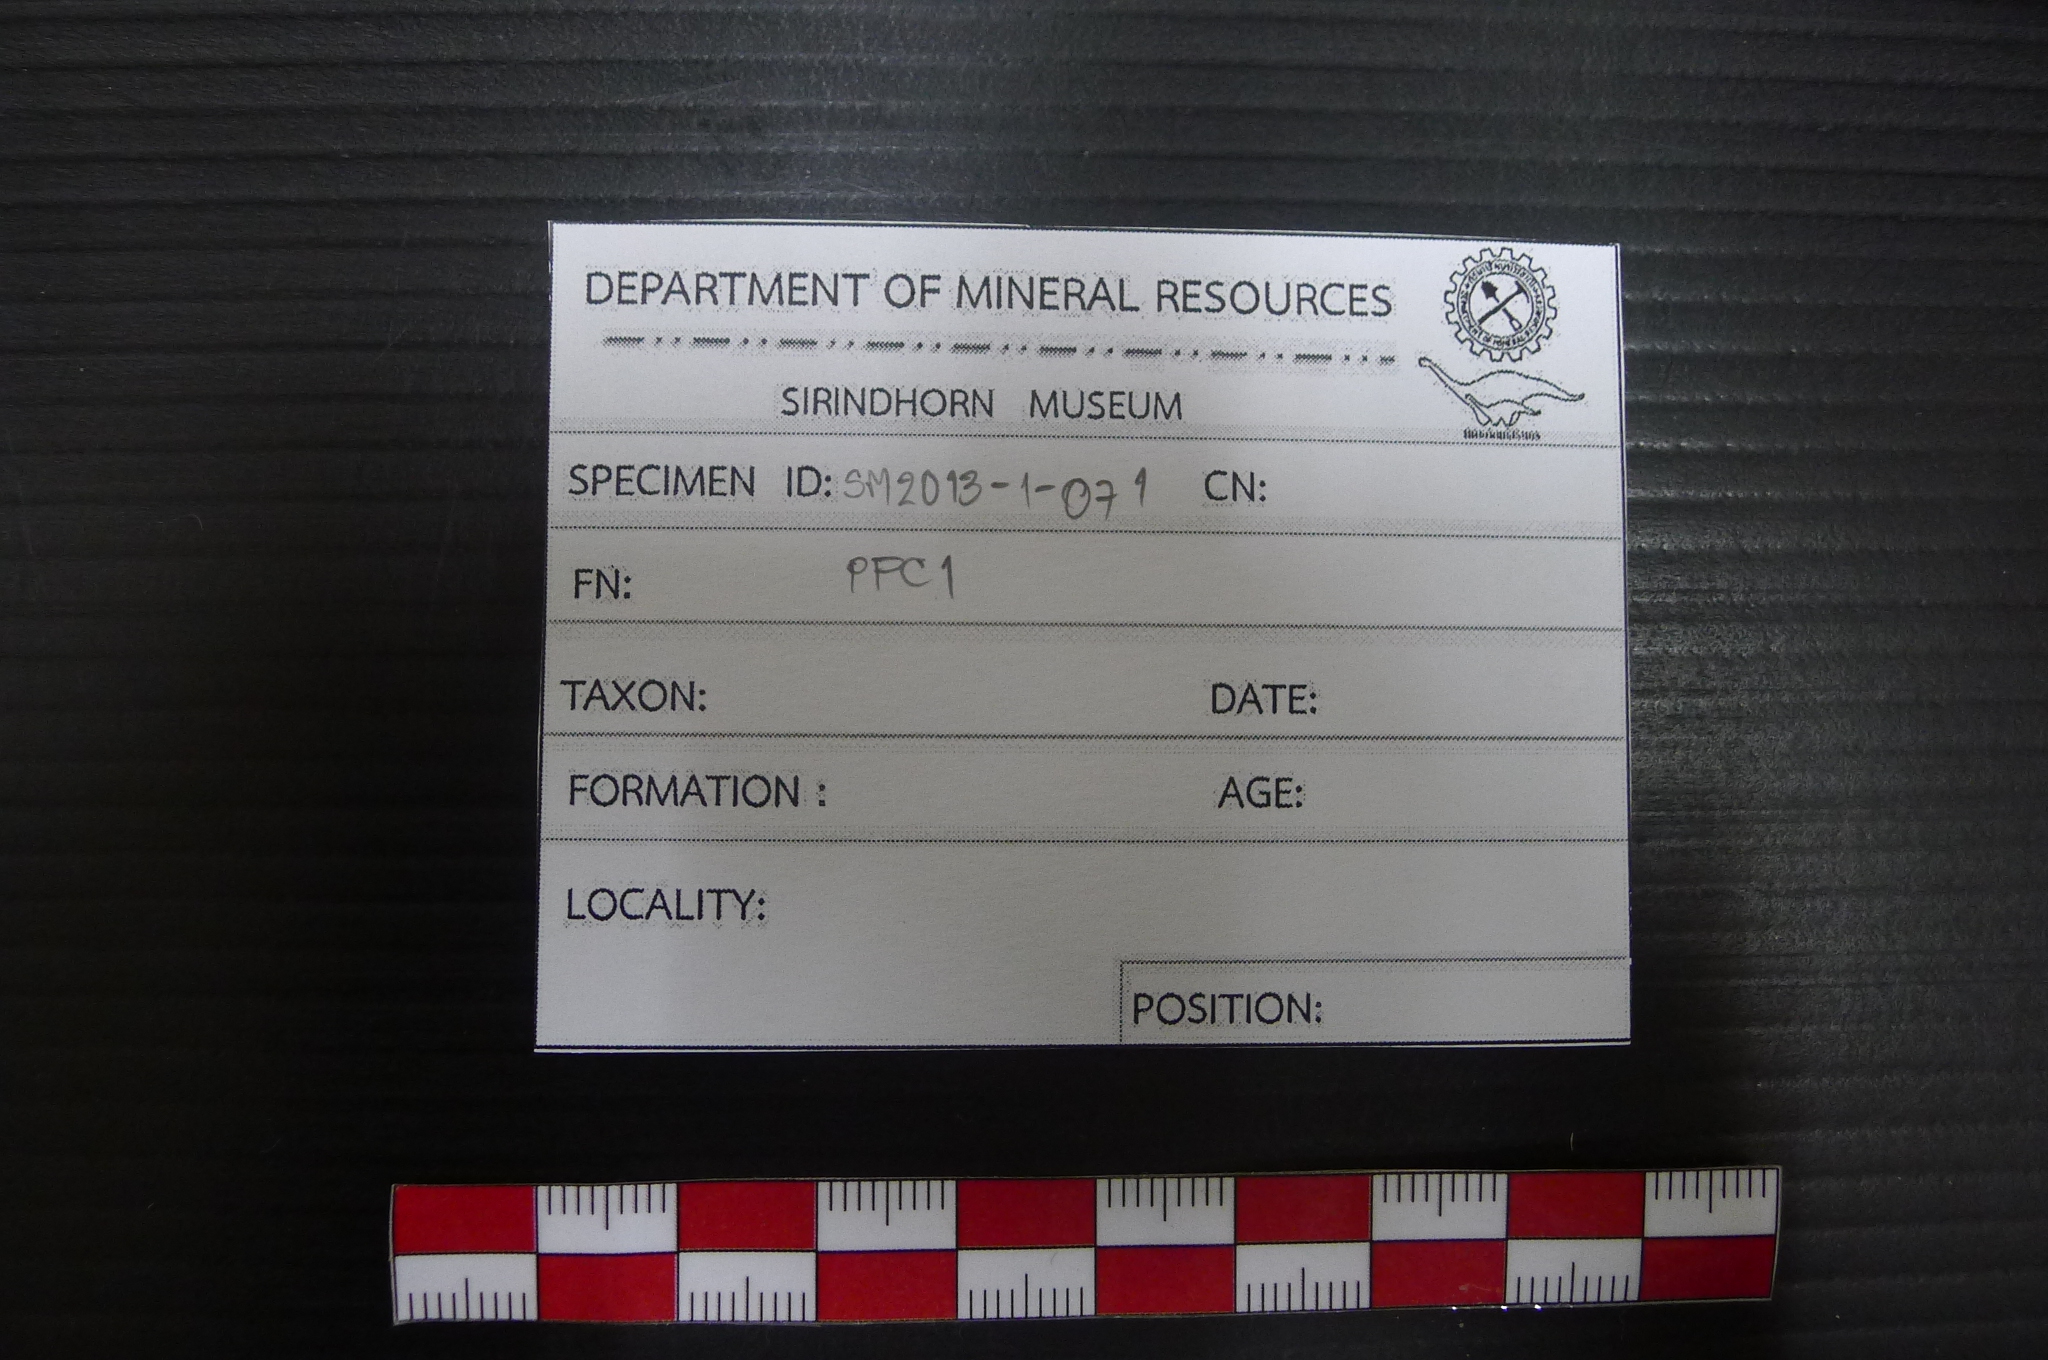 DEPARTMENT OF MINERAL RESOURCES
SIRINDHORN MUSEUM
SPECIMEN ID: SM2013-1-071 CN:
FN: PFC1
TAXON: DATE:
FORMATION : AGE:
LOCALITY:
POSITION: